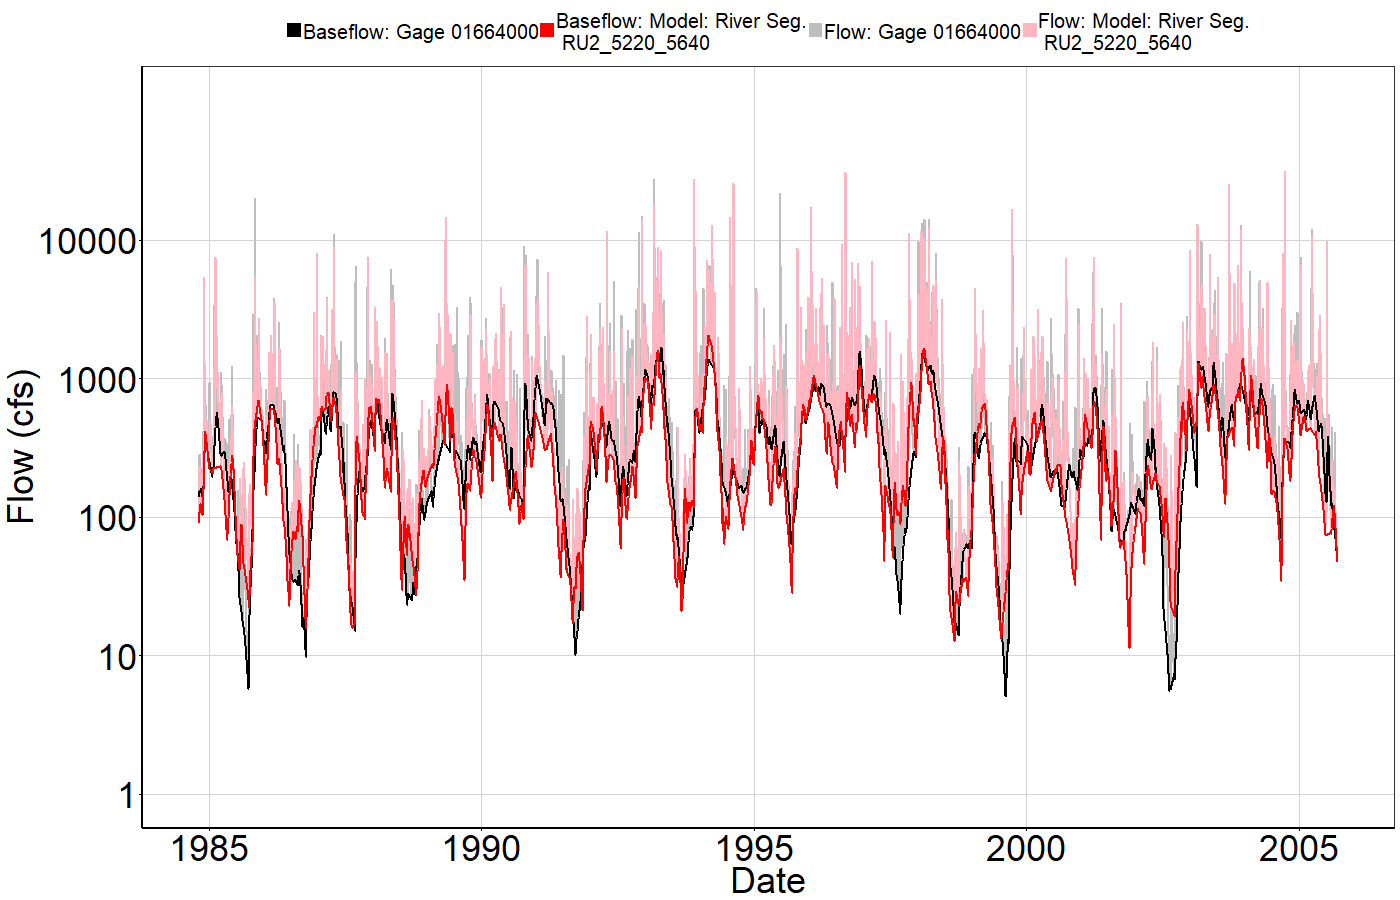 Baseflow: Gage 01664000 Baseflow: Model: River Seg. Flow: Gage 01664000 Flow: Model: River Seg.
RU2_5220_5640 RU2_5220_5640
Flow (cfs)
10000
1000
100
10
1
1985 1990 1995 2000 2005
Date